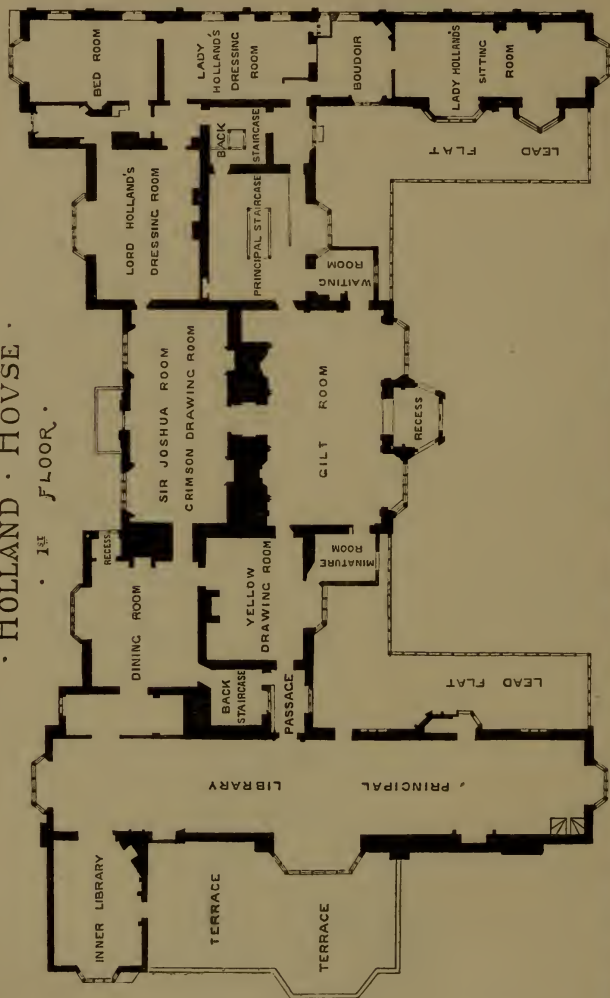 · HOLLAND · HOVSE ·
· 1ST FLOOR ·
BED ROOM
LADY
HOLLAND'S
DRESSING
ROOM
BOUDOIR
LADY HOLLAND'S
SITTING
ROOM
LEAD FLAT
BACK
STAIRCASE
LORD HOLLAND'S
DRESSING ROOM
PRINCIPAL STAIRCASE
WAITING
ROOM
SIR JOSHUA ROOM
CRIMSON DRAWING ROOM
GILT ROOM
RECESS
RECESS
DINING ROOM
YELLOW
DRAWING ROOM
MINATURE
ROOM
BACK
STAIRCASE
PASSAGE
LEAD FLAT
PRINCIPAL LIBRARY
INNER LIBRARY
TERRACE
TERRACE